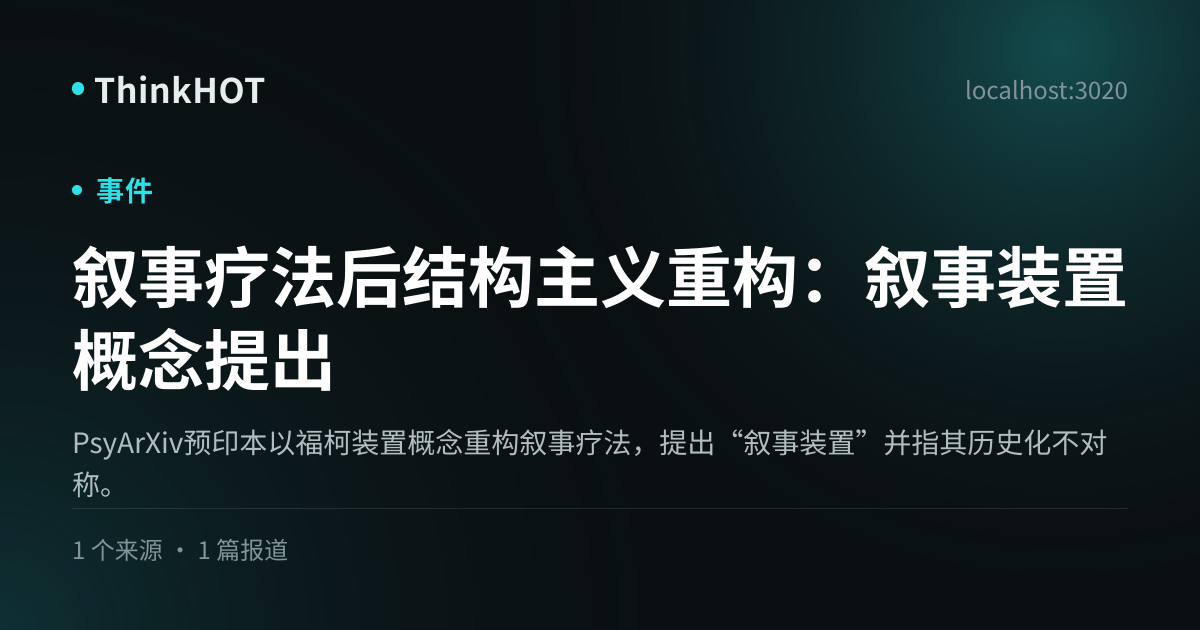 ThinkHOT
localhost:3020
事件
叙事疗法后结构主义重构：叙事装置
概念提出
PsyArXiv预印本以福柯装置概念重构叙事疗法，提出“叙事装置”并指其历史化不对
称。
1 个来源 · 1 篇报道